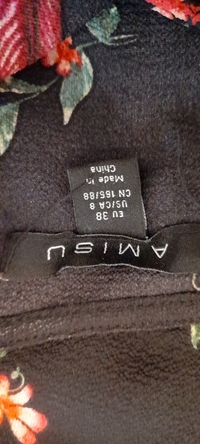 AMISU
EU 38
US/CA 8
CN 165/88
Made in
China